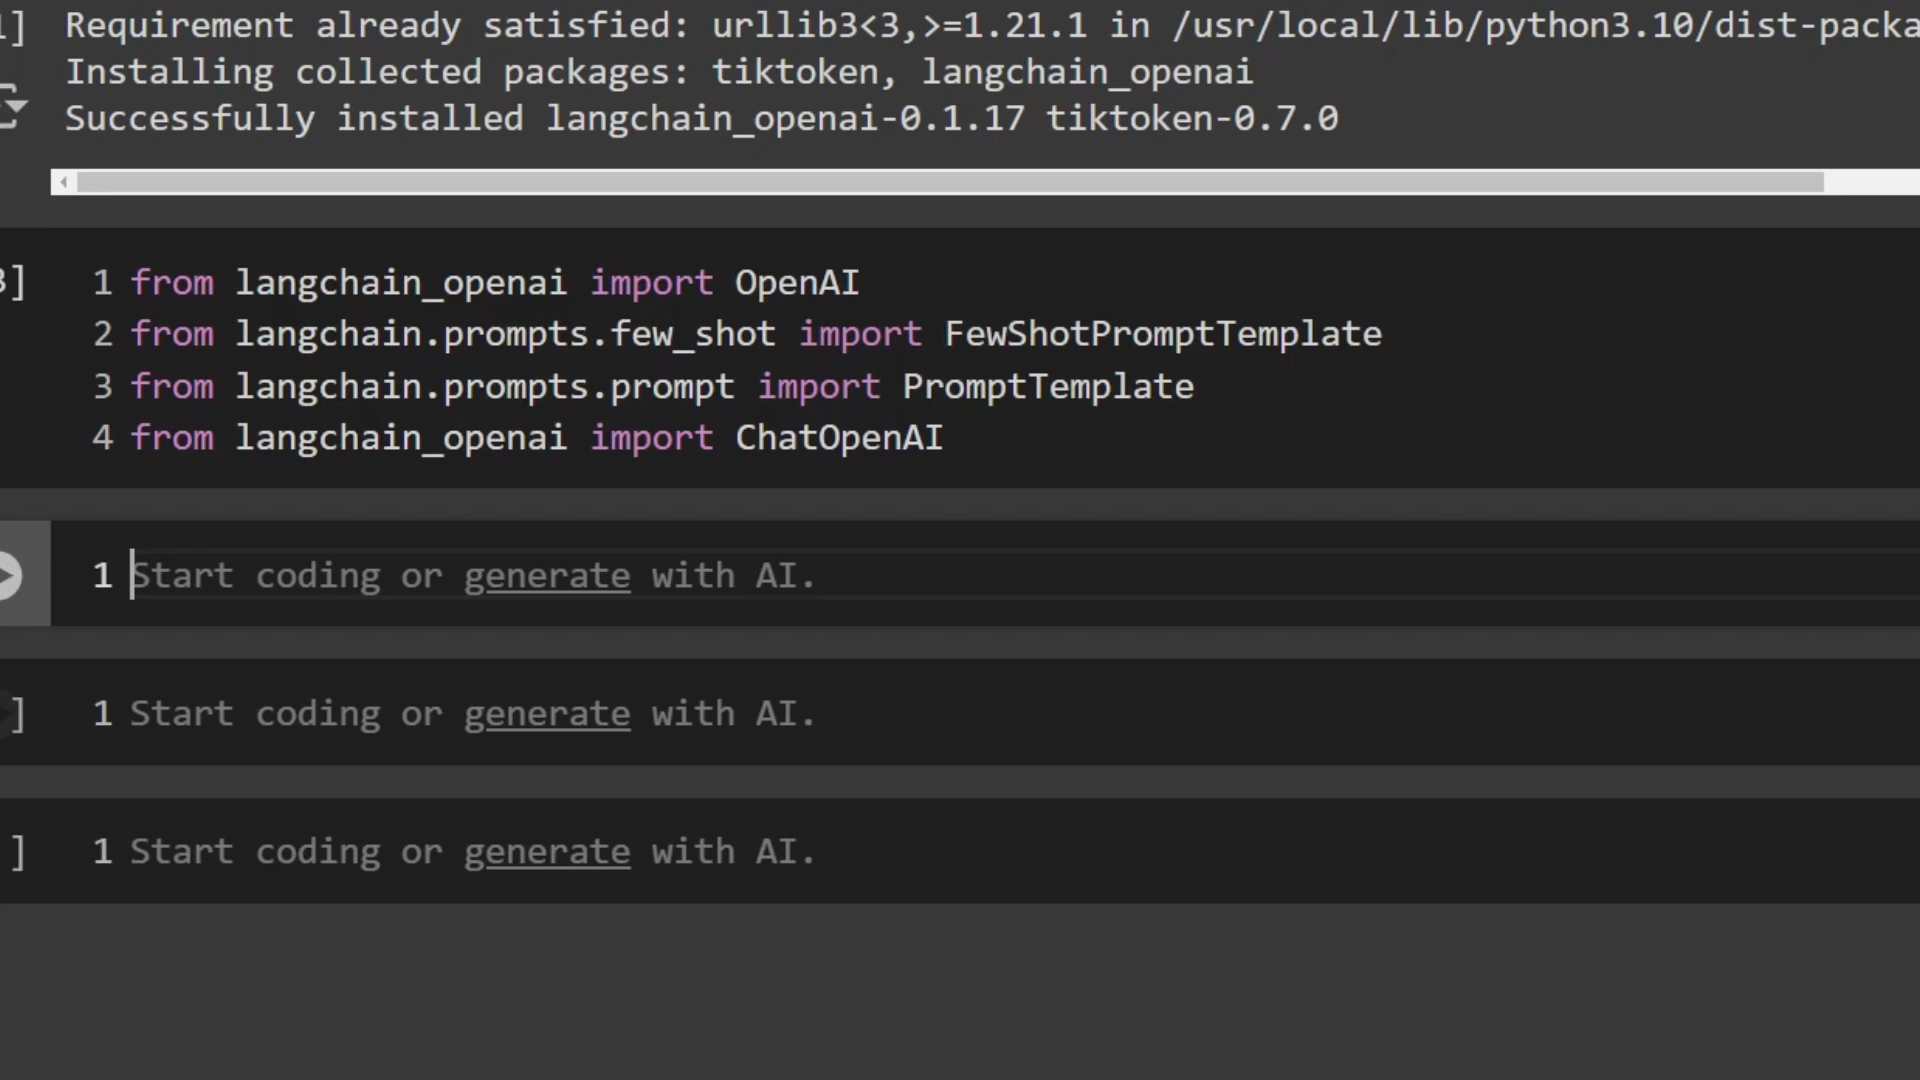 1] Requirement already satisfied: urllib3<3,>=1.21.1 in /usr/local/lib/python3.10/dist-packa
Installing collected packages: tiktoken, langchain_openai
Successfully installed langchain_openai-0.1.17 tiktoken-0.7.0
3] 1 from langchain_openai import OpenAI
2 from langchain.prompts.few_shot import FewShotPromptTemplate
3 from langchain.prompts.prompt import PromptTemplate
4 from langchain_openai import ChatOpenAI
1 Start coding or generate with AI.
] 1 Start coding or generate with AI.
] 1 Start coding or generate with AI.